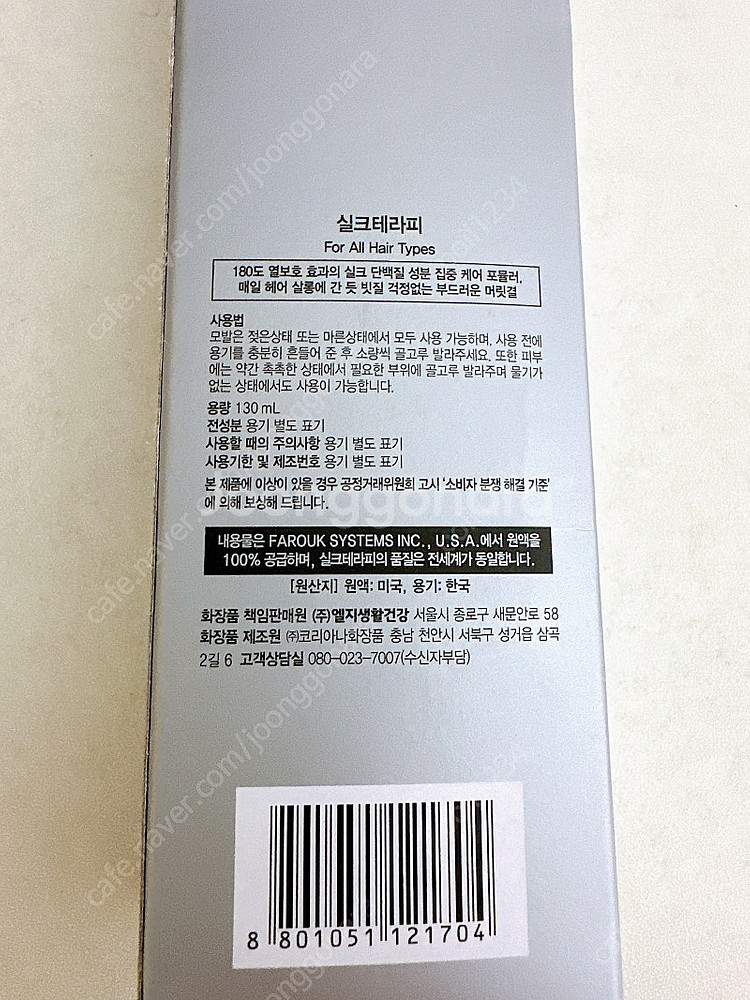 실크테라피
For All Hair Types
180도 열보호 효과의 실크 단백질 성분 집중 케어 포뮬러,
매일 헤어 살롱에 간 듯 빗질 걱정없는 부드러운 머릿결
사용법
모발은 젖은상태 또는 마른상태에서 모두 사용 가능하며, 사용 전에
용기를 충분히 흔들어 준 후 소량씩 골고루 발라주세요. 또한 피부
에는 약간 촉촉한 상태에서 필요한 부위에 골고루 발라주며 물기가
없는 상태에서도 사용이 가능합니다.
용량 130 mL
전성분 용기 별도 표기
사용할 때의 주의사항 용기 별도 표기
사용기한 및 제조번호 용기 별도 표기
본 제품에 이상이 있을 경우 공정거래위원회 고시 '소비자 분쟁 해결 기준'
에 의해 보상해 드립니다.
내용물은 FAROUK SYSTEMS INC., U.S.A.에서 원액을
100% 공급하며, 실크테라피의 품질은 전세계가 동일합니다.
[원산지] 원액: 미국, 용기: 한국
화장품 책임판매원 (주)엘지생활건강 서울시 종로구 새문안로 58
화장품 제조원 ㈜코리아나화장품 충남 천안시 서북구 성거읍 삼곡
2길 6 고객상담실 080-023-7007(수신자부담)
8 801051 121704
cafe.naver.com/joonggonara
joonggonara